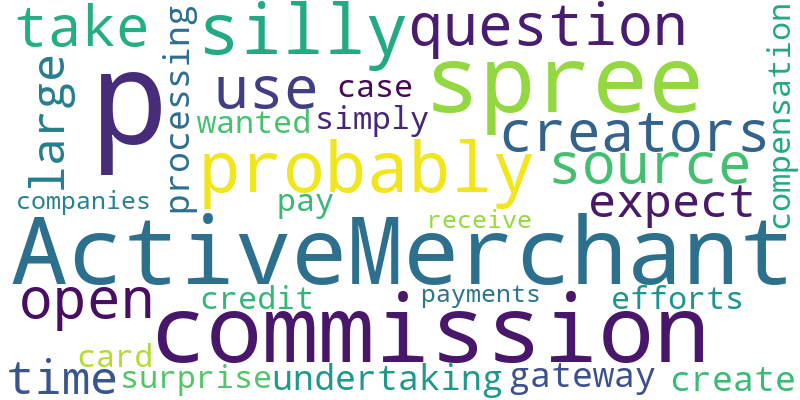 take
silly
question
p
processing
large
use
case
spree
compensation
wanted
simply
creators
probably
source
companies
pay
expect
receive
ActiveMerchant
open
credit
payments
efforts
commission
card
time
surprise
undertaking
gateway
create